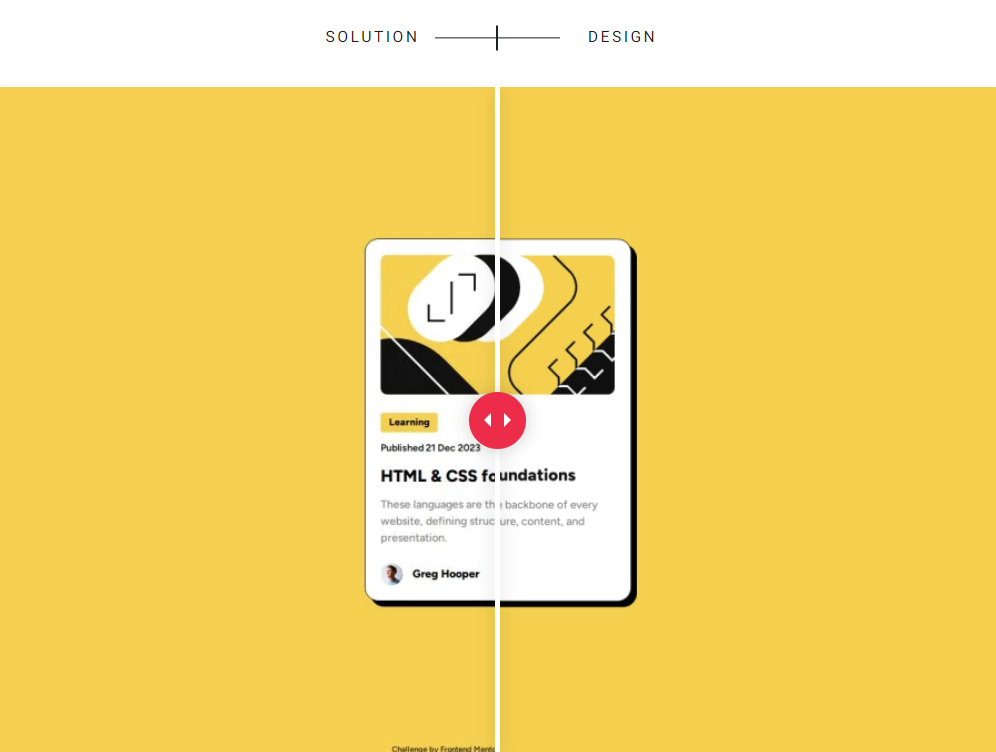 SOLUTION DESIGN
Learning
Published 21 Dec 2023
HTML & CSS foundations
These languages are the backbone of every
website, defining structure, content, and
presentation.
Greg Hooper
Challenge by Frontend Mento